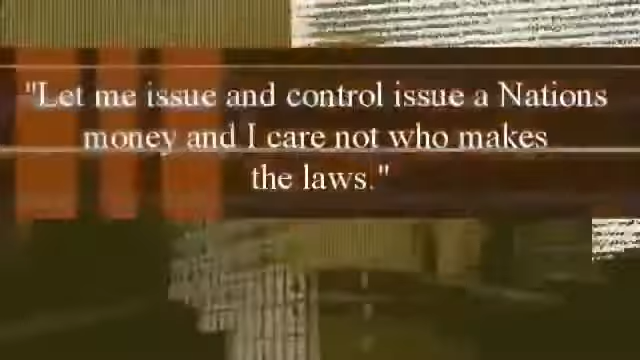 "Let me issue and control issue a Nations
money and I care not who makes
the laws."